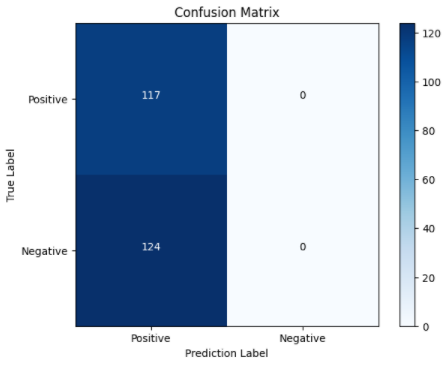 Confusion Matrix
120
117
0
100
Positive
80
True Label
60
124
0
Negative
40
20
0
Positive
Negative
Prediction Label